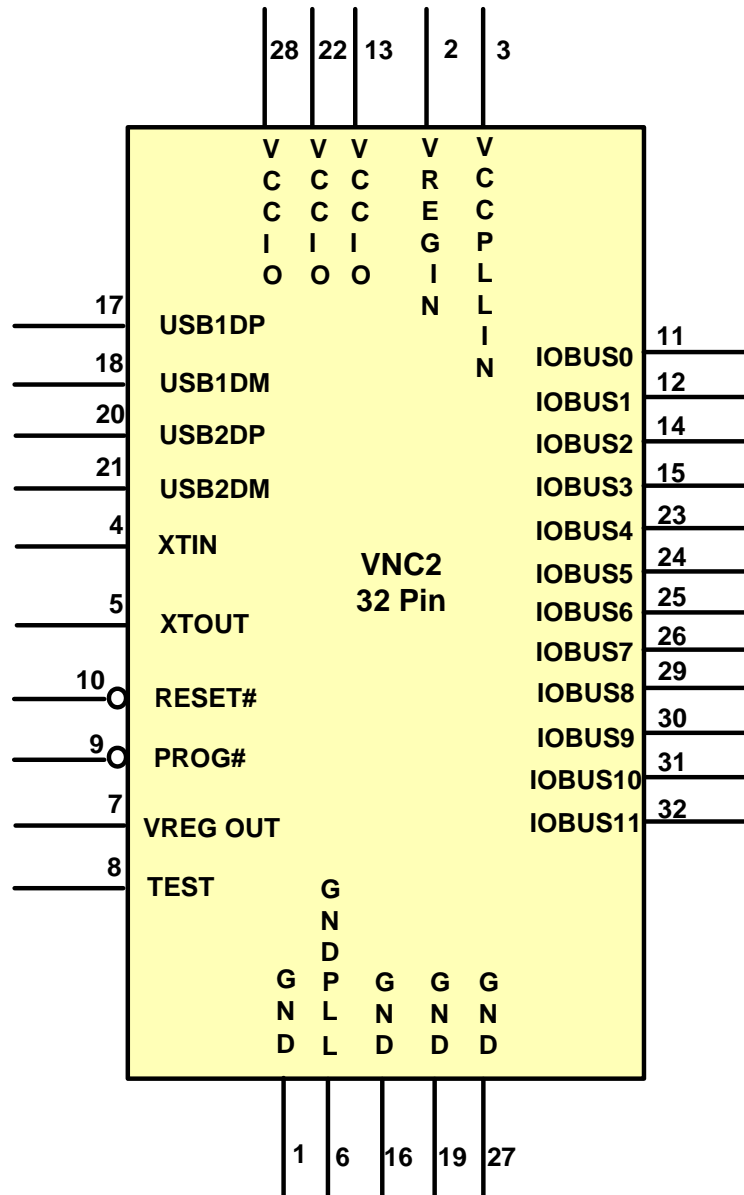 28 22 13 2 3
VCCIO VCCIO VCCIO VREGIN VCCPLLIN
17 USB1DP
18 USB1DM
20 USB2DP
21 USB2DM
4 XTIN
5 XTOUT
10 RESET#
9 PROG#
7 VREG OUT
8 TEST
VNC2
32 Pin
IOBUS0 11
IOBUS1 12
IOBUS2 14
IOBUS3 15
IOBUS4 23
IOBUS5 24
IOBUS6 25
IOBUS7 26
IOBUS8 29
IOBUS9 30
IOBUS10 31
IOBUS11 32
GND GNDPLL GND GND GND
1 6 16 19 27